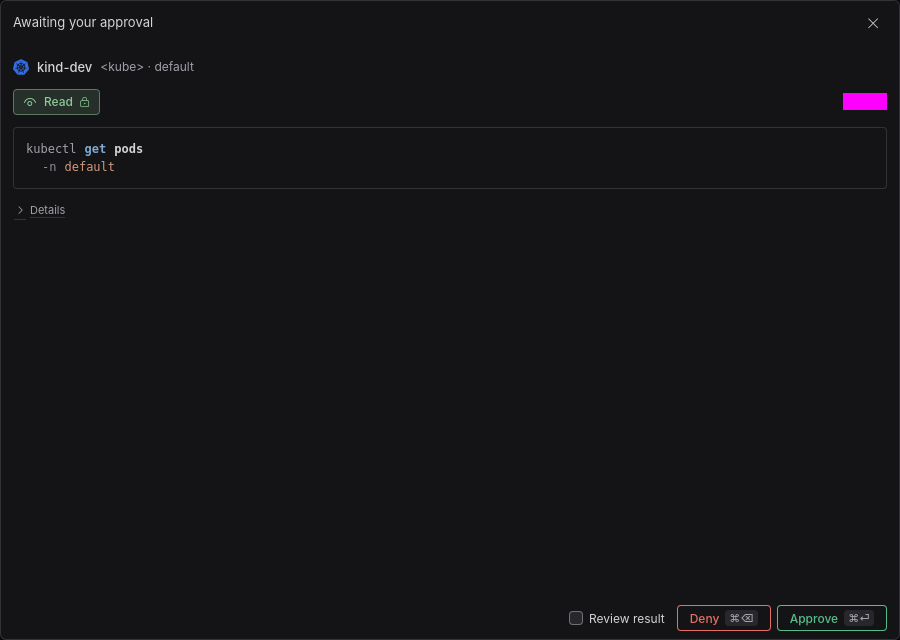 Awaiting your approval
kind-dev <kube> · default
Read
kubectl get pods
-n default
Details
Review result Deny ⌘⌫ Approve ⌘⏎